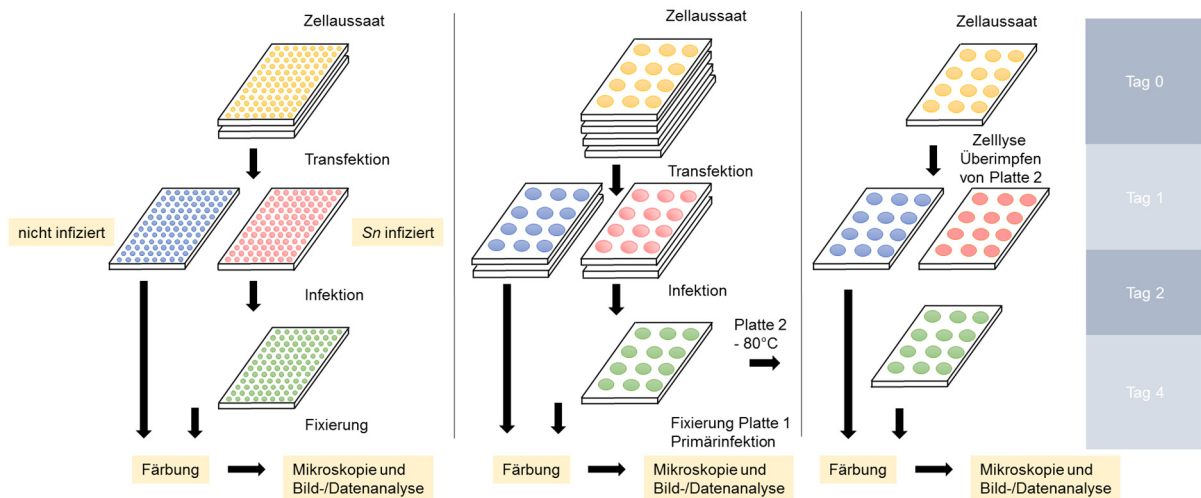 Zellaussaat
Transfektion
nicht infiziert
Sn infiziert
Infektion
Fixierung
Färbung
Mikroskopie und
Bild-/Datenanalyse
Zellaussaat
Transfektion
Infektion
Platte 2
- 80°C
Fixierung Platte 1
Primärinfektion
Färbung
Mikroskopie und
Bild-/Datenanalyse
Zellaussaat
Zelllyse
Überimpfen
von Platte 2
Färbung
Mikroskopie und
Bild-/Datenanalyse
Tag 0
Tag 1
Tag 2
Tag 4